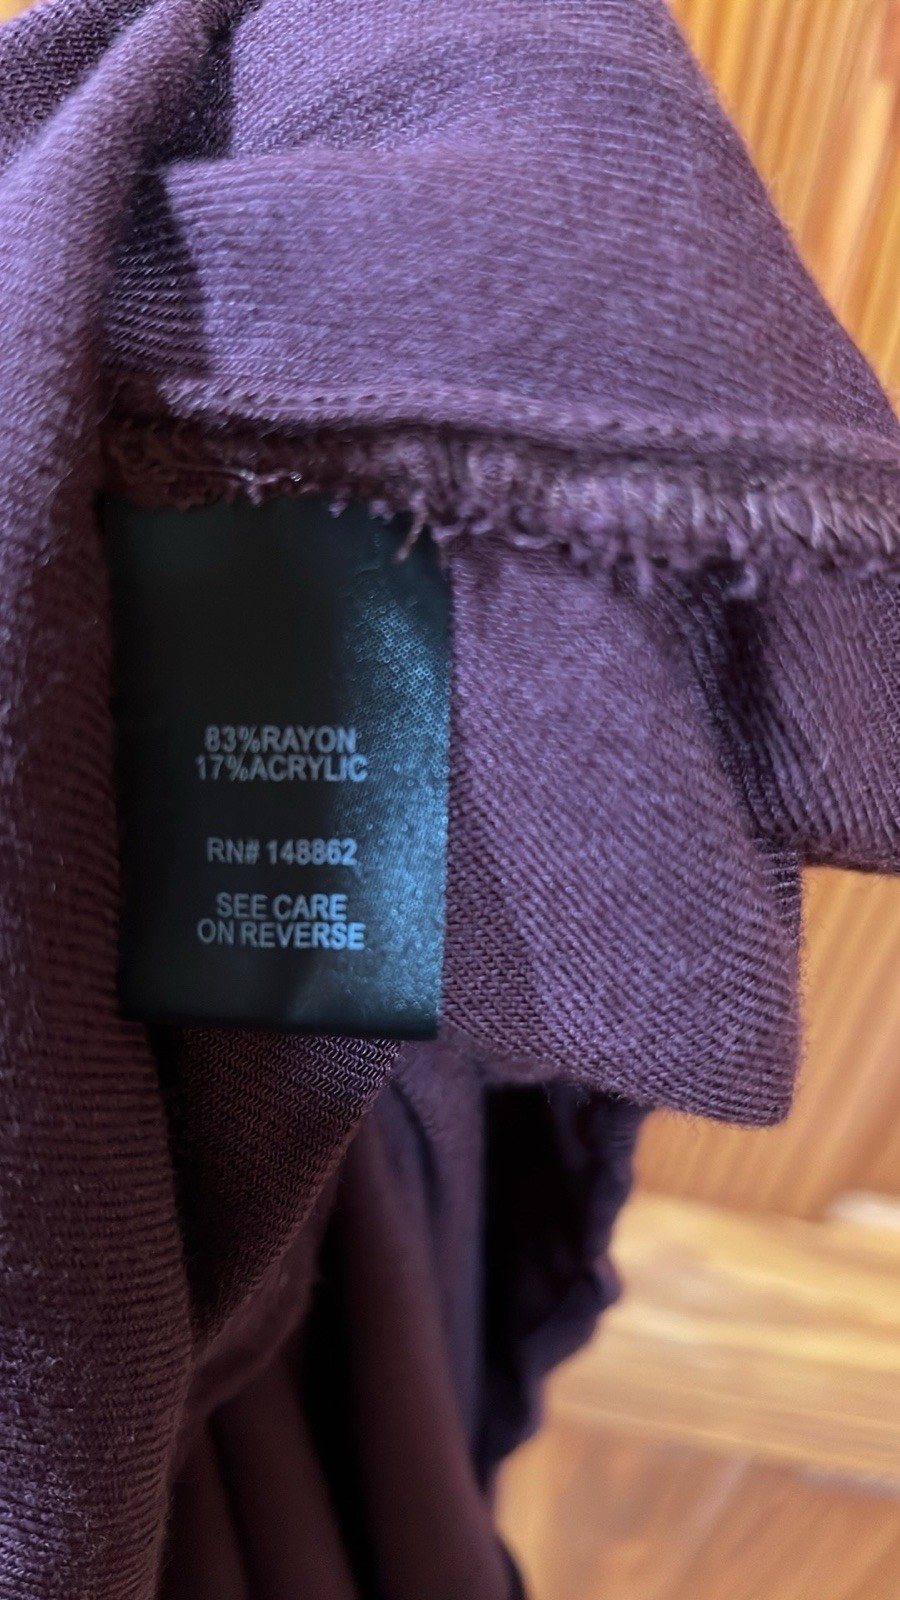 83%RAYON
17%ACRYLIC
RN# 148862
SEE CARE
ON REVERSE